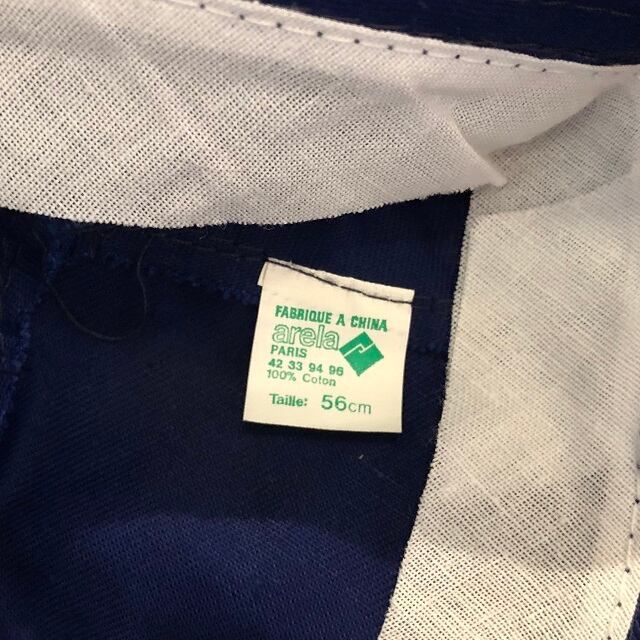 FABRIQUE A CHINA
arela
PARIS
42 33 94 96
100% Coton
Taille: 56cm